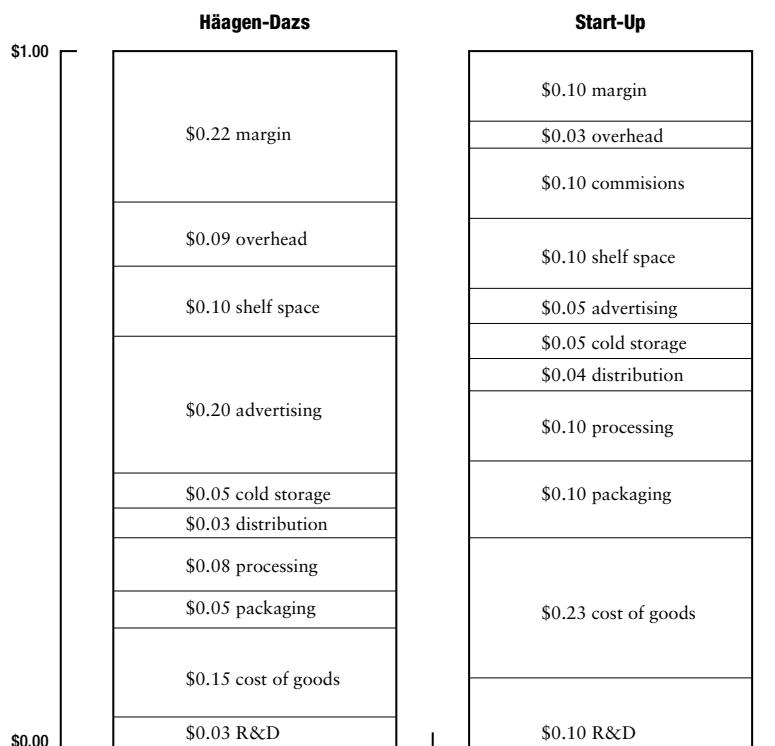 Häagen-Dazs
$1.00
$0.22 margin
$0.09 overhead
$0.10 shelf space
$0.20 advertising
$0.05 cold storage
$0.03 distribution
$0.08 processing
$0.05 packaging
$0.15 cost of goods
$0.03 R&D
$0.00
Start-Up
$0.10 margin
$0.03 overhead
$0.10 commisions
$0.10 shelf space
$0.05 advertising
$0.05 cold storage
$0.04 distribution
$0.10 processing
$0.10 packaging
$0.23 cost of goods
$0.10 R&D